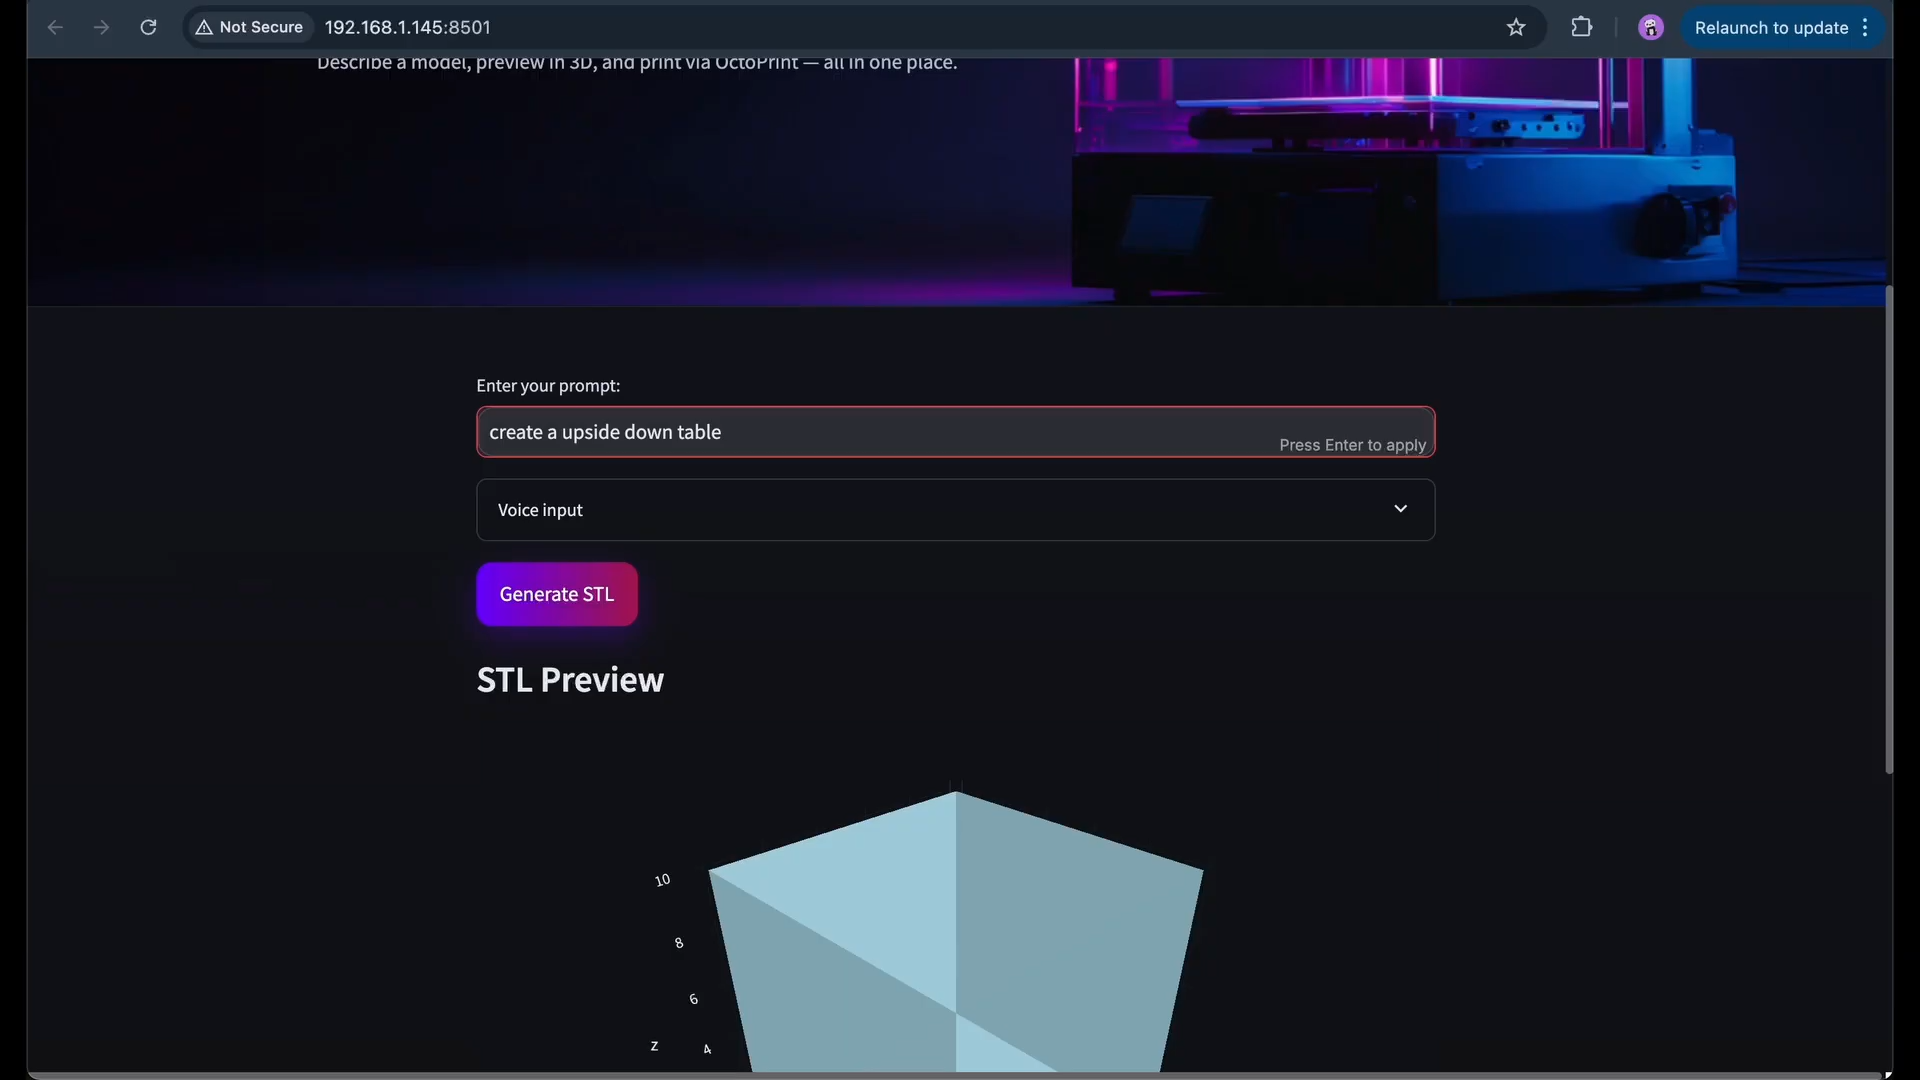 Not Secure
192.168.1.145:8501
Relaunch to update
Describe a model, preview in 3D, and print via OctoPrint — all in one place.
Enter your prompt:
create a upside down table
Press Enter to apply
Voice input
Generate STL
STL Preview
10
8
6
z
4